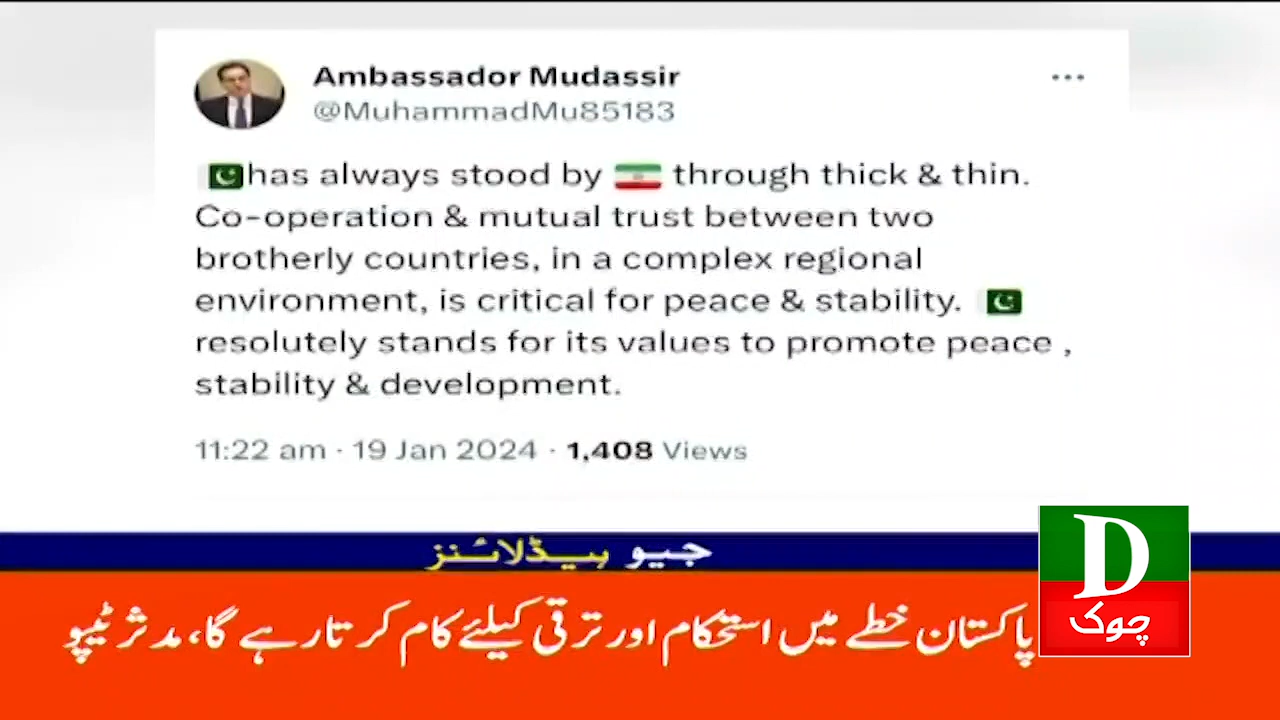 Ambassador Mudassir
@MuhammadMu85183
🇵🇰has always stood by 🇮🇷 through thick & thin.
Co-operation & mutual trust between two
brotherly countries, in a complex regional
environment, is critical for peace & stability. 🇵🇰
resolutely stands for its values to promote peace ,
stability & development.
11:22 am · 19 Jan 2024 · 1,408 Views
جیو ہیڈلائنز
D
چوک
پاکستان خطے میں استحکام اور ترقی کیلئے کام کرتا رہے گا، مدثر ٹیپو